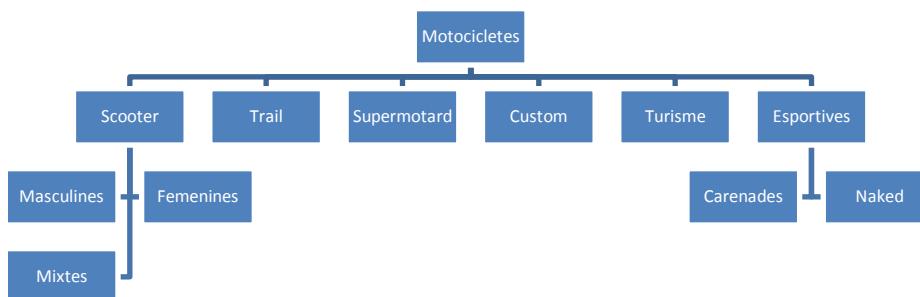 Motocicletes
Scooter
Trail
Supermotard
Custom
Turisme
Esportives
Masculines
Femenines
Carenades
Naked
Mixtes